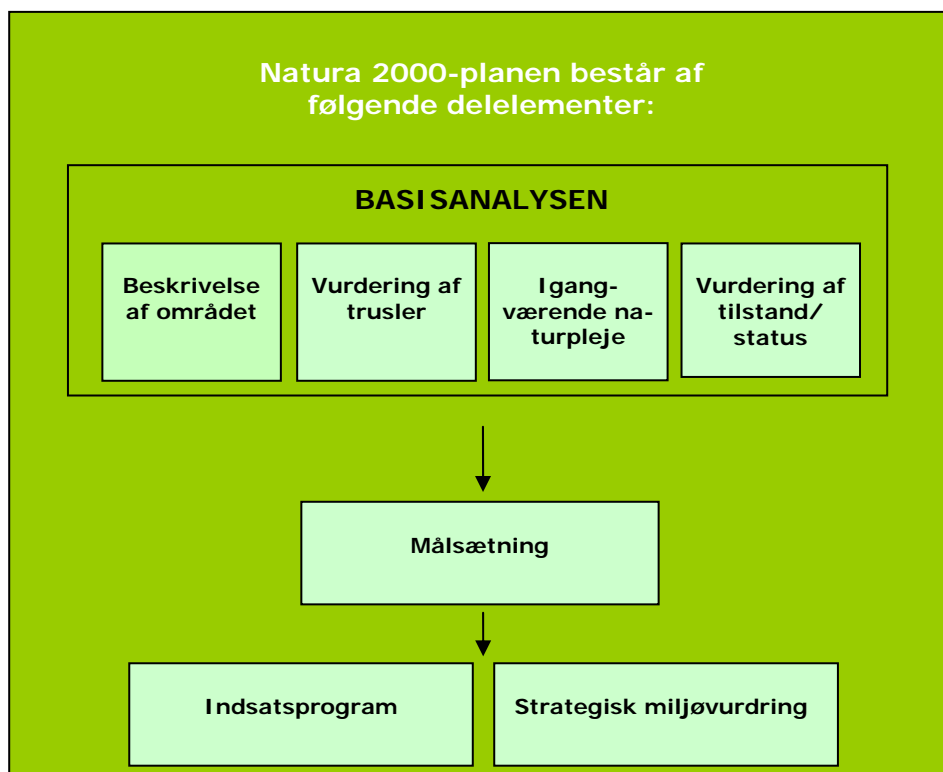 Natura 2000-planen består af
følgende delelementer:
BASISANALYSEN
Beskrivelse
af området
Vurdering af
trusler
Igang-
værende na-
turpleje
Vurdering af
tilstand/
status
Målsætning
Indsatsprogram
Strategisk miljøvurdring